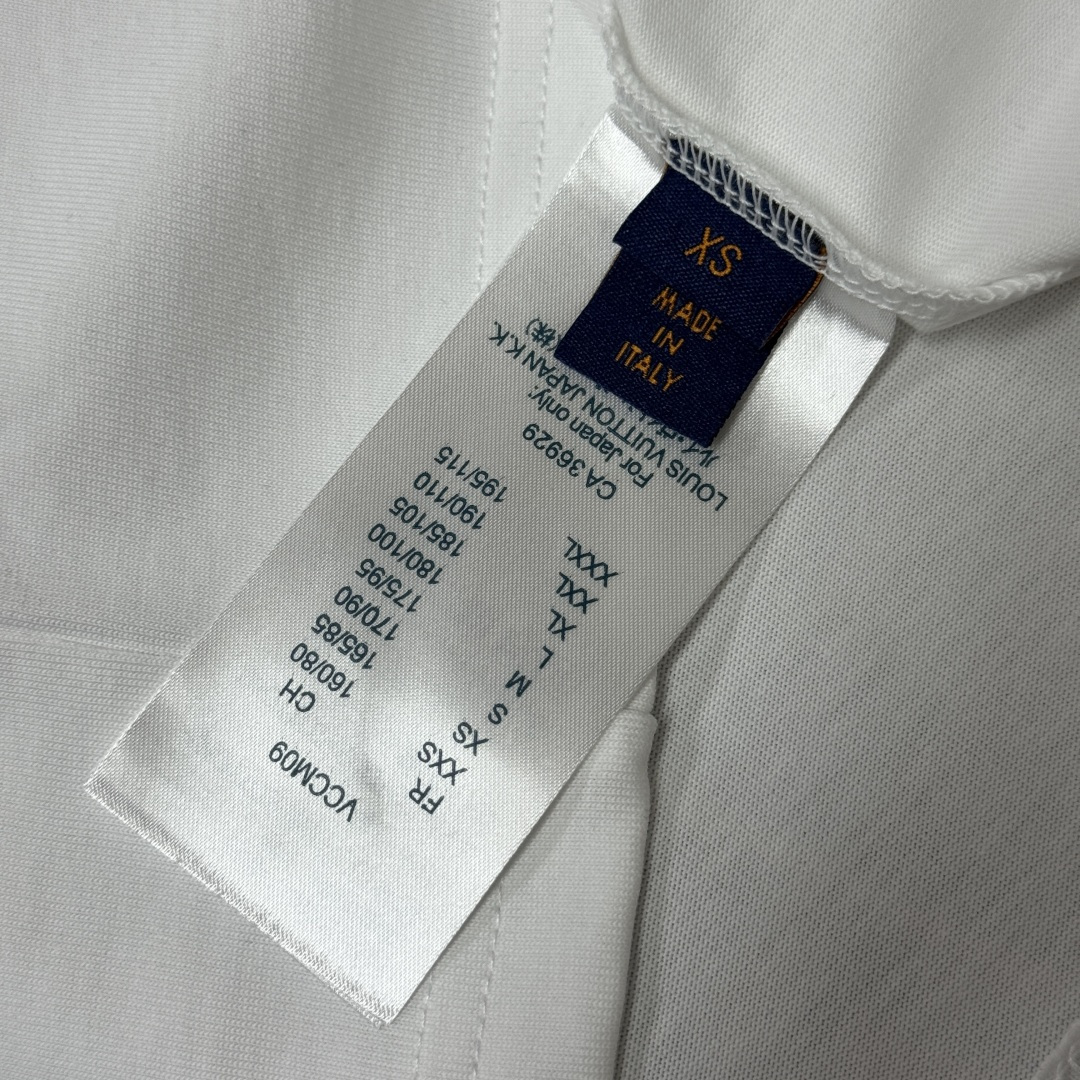 XS
MADE
IN
ITALY
VCCM09
FR CH
XXS 160/80
XS 165/85
S 170/90
M 175/95
L 180/100
XL 185/105
XXL 190/110
XXXL 195/115
CA 36929
For Japan only:
LOUIS VUITTON JAPAN K.K.
(株)